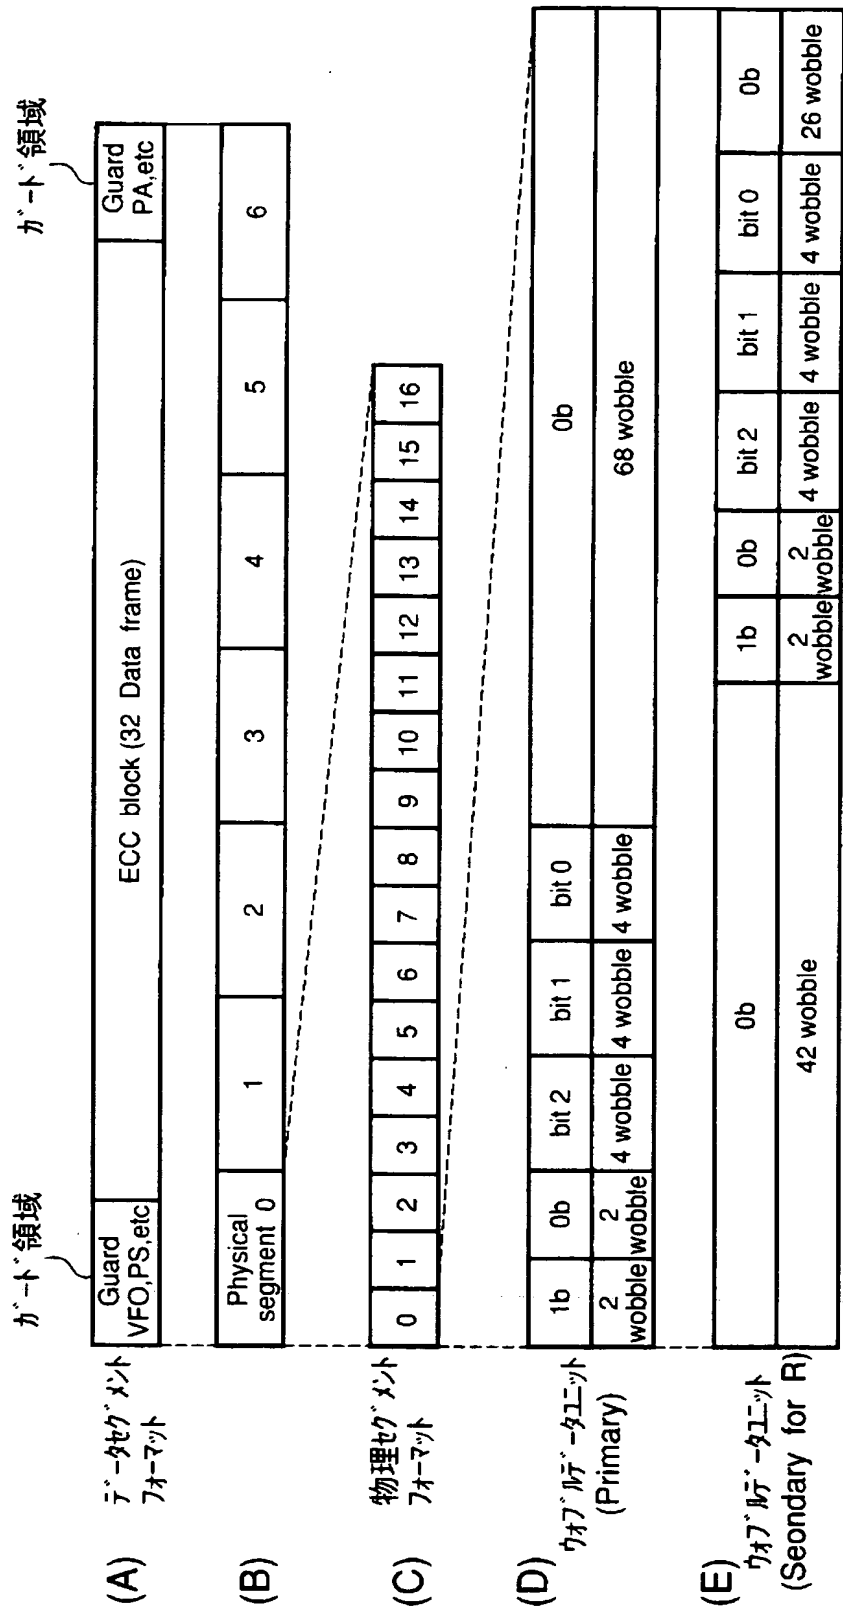 ガード領域
ガード領域
(A)
データセグメント
フォーマット
Guard
VFO,PS,etc
ECC block (32 Data frame)
Guard
PA,etc
(B)
Physical
segment 0
1
2
3
4
5
6
(C)
物理セグメント
フォーマット
0
1
2
3
4
5
6
7
8
9
10
11
12
13
14
15
16
(D)
ウォブルデータユニット
(Primary)
1b
0b
bit 2
bit 1
bit 0
0b
2
wobble
2
wobble
4 wobble
4 wobble
4 wobble
68 wobble
(E)
ウォブルデータユニット
(Seondary for R)
0b
1b
0b
bit 2
bit 1
bit 0
0b
42 wobble
2
wobble
2
wobble
4 wobble
4 wobble
4 wobble
26 wobble